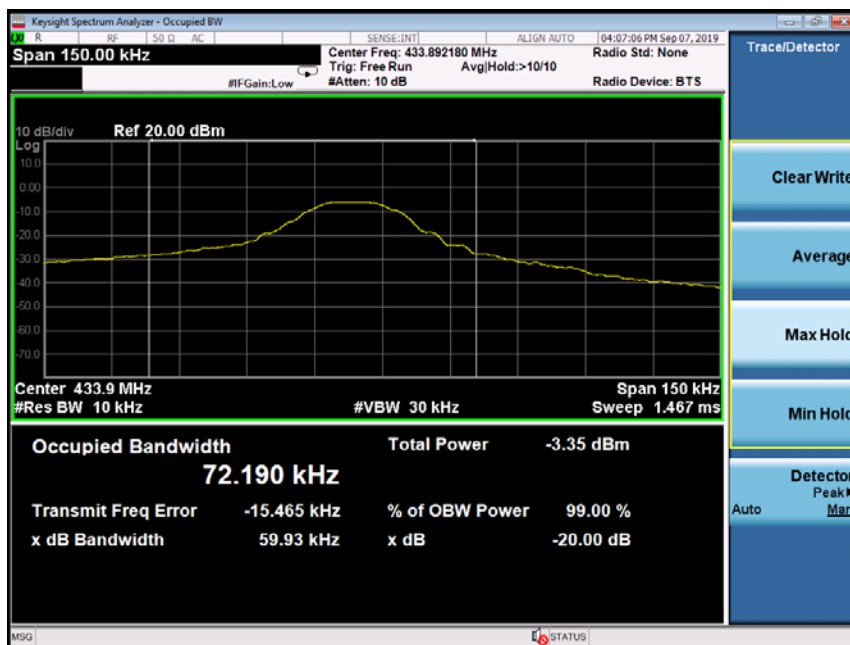 Keysight Spectrum Analyzer - Occupied BW
LXI R RF 50 Ω AC SENSE:INT ALIGN AUTO 04:07:06 PM Sep 07, 2019
Span 150.00 kHz
Center Freq: 433.892180 MHz
Radio Std: None
Trig: Free Run Avg|Hold:>10/10
#IFGain:Low
#Atten: 10 dB
Radio Device: BTS
10 dB/div Ref 20.00 dBm
Log
10.0
0.00
-10.0
-20.0
-30.0
-40.0
-50.0
-60.0
-70.0
Center 433.9 MHz
Span 150 kHz
#Res BW 10 kHz
#VBW 30 kHz
Sweep 1.467 ms
Occupied Bandwidth
Total Power -3.35 dBm
72.190 kHz
Transmit Freq Error -15.465 kHz
% of OBW Power 99.00 %
x dB Bandwidth 59.93 kHz
x dB -20.00 dB
MSG
STATUS
Trace/Detector
Clear Write
Average
Max Hold
Min Hold
Detector
Peak
Auto Man